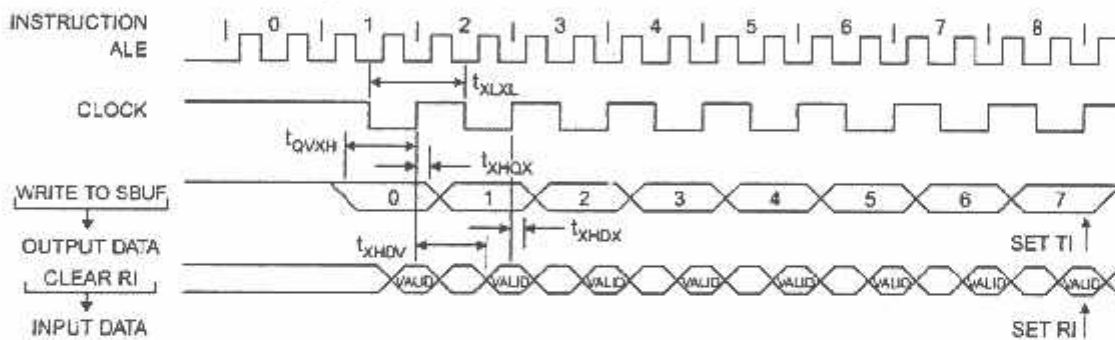 INSTRUCTION
0 1 2 3 4 5 6 7 8
ALE
tXLXL
CLOCK
tQVXH
tXHQX
WRITE TO SBUF
0 1 2 3 4 5 6 7
OUTPUT DATA
tXHDV
tXHDX
SET TI
CLEAR RI
VALID VALID VALID VALID VALID VALID VALID VALID
INPUT DATA
SET RI